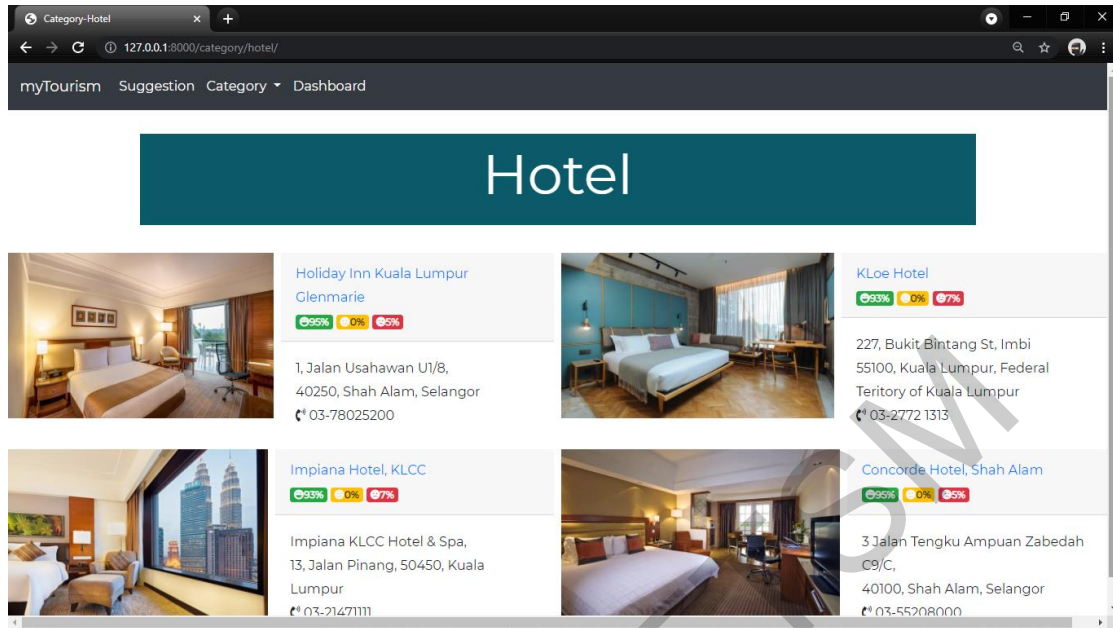 Category-Hotel
127.0.0.1:8000/category/hotel/
myTourism Suggestion Category Dashboard
Hotel
Holiday Inn Kuala Lumpur
Glenmarie
95% 0% 5%
1, Jalan Usahawan U1/8,
40250, Shah Alam, Selangor
03-78025200
KLoe Hotel
93% 0% 7%
227, Bukit Bintang St, Imbi
55100, Kuala Lumpur, Federal
Teritory of Kuala Lumpur
03-2772 1313
Impiana Hotel, KLCC
93% 0% 7%
Impiana KLCC Hotel & Spa,
13, Jalan Pinang, 50450, Kuala
Lumpur
03-21471111
Concorde Hotel, Shah Alam
95% 0% 5%
3 Jalan Tengku Ampuan Zabedah
C9/C,
40100, Shah Alam, Selangor
03-55208000